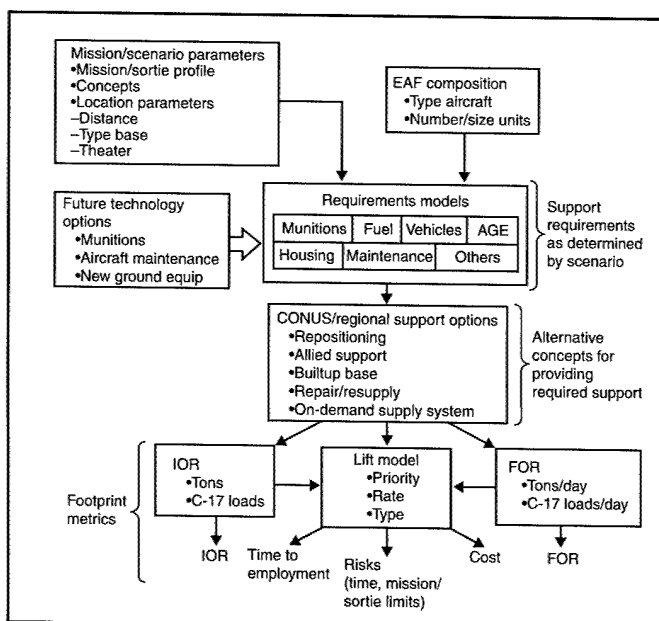 Mission/scenario parameters
•Mission/sortie profile
•Concepts
•Location parameters
–Distance
–Type base
–Theater
EAF composition
•Type aircraft
•Number/size units
Future technology
options
•Munitions
•Aircraft maintenance
•New ground equip
Requirements models
Munitions Fuel Vehicles AGE
Housing Maintenance Others
Support
requirements
as determined
by scenario
CONUS/regional support options
•Repositioning
•Allied support
•Builtup base
•Repair/resupply
•On-demand supply system
Alternative
concepts for
providing
required support
Footprint
metrics
IOR
•Tons
•C-17 loads
Lift model
•Priority
•Rate
•Type
FOR
•Tons/day
•C-17 loads/day
IOR
Time to
employment
Risks
(time, mission/
sortie limits)
Cost
FOR